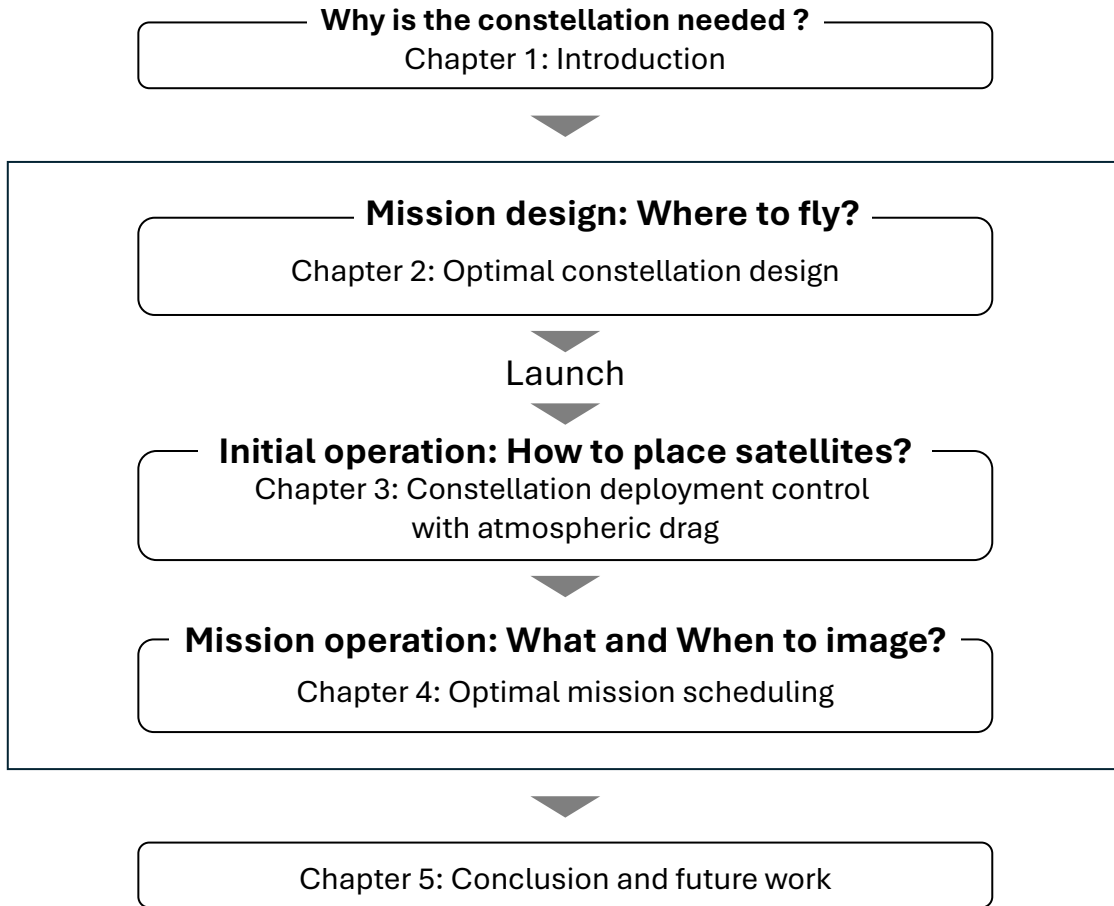 Why is the constellation needed ?
Chapter 1: Introduction
Mission design: Where to fly?
Chapter 2: Optimal constellation design
Launch
Initial operation: How to place satellites?
Chapter 3: Constellation deployment control
with atmospheric drag
Mission operation: What and When to image?
Chapter 4: Optimal mission scheduling
Chapter 5: Conclusion and future work